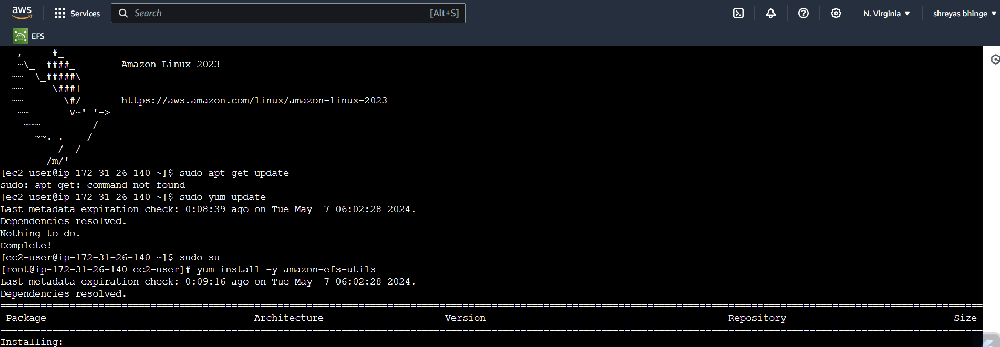 aws
Services
Search
[Alt+S]
N. Virginia
shreyas bhinge
EFS
   ,     #_
   ~\_  ####_        Amazon Linux 2023
  ~~  \_#####\
  ~~     \###|
  ~~       \#/ ___   https://aws.amazon.com/linux/amazon-linux-2023
   ~~       V~' '->
    ~~~         /
      ~~._.   _/
         _/ _/
       _/m/'
[ec2-user@ip-172-31-26-140 ~]$ sudo apt-get update
sudo: apt-get: command not found
[ec2-user@ip-172-31-26-140 ~]$ sudo yum update
Last metadata expiration check: 0:08:39 ago on Tue May  7 06:02:28 2024.
Dependencies resolved.
Nothing to do.
Complete!
[ec2-user@ip-172-31-26-140 ~]$ sudo su
[root@ip-172-31-26-140 ec2-user]# yum install -y amazon-efs-utils
Last metadata expiration check: 0:09:16 ago on Tue May  7 06:02:28 2024.
Dependencies resolved.
Package Architecture Version Repository Size
Installing: